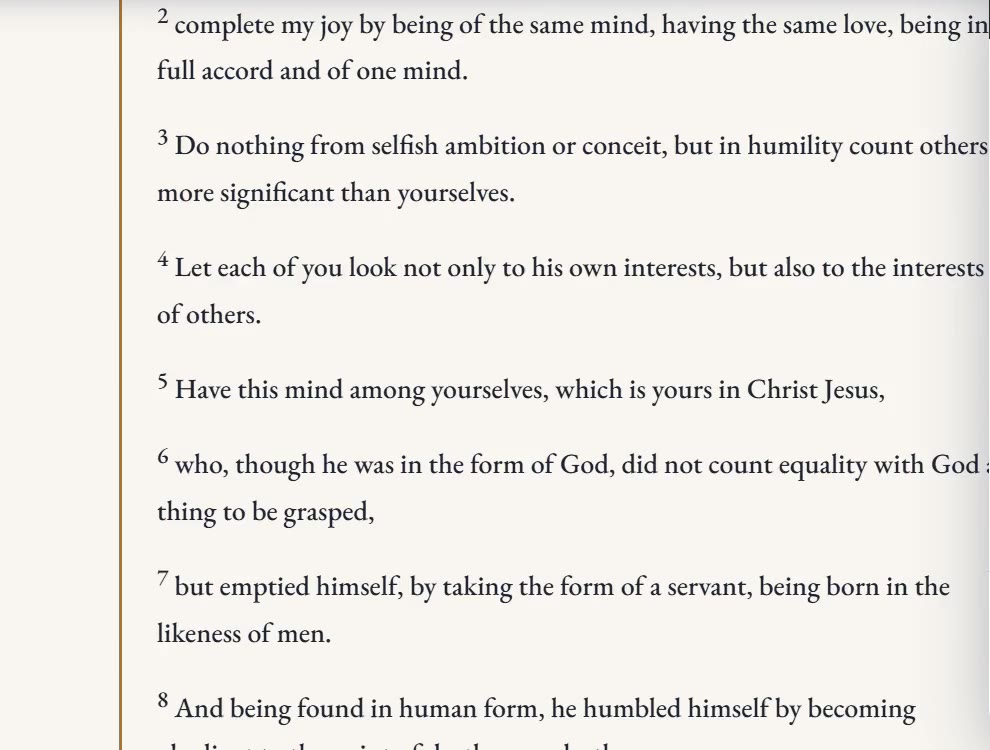 2 complete my joy by being of the same mind, having the same love, being in
full accord and of one mind.
3 Do nothing from selfish ambition or conceit, but in humility count others
more significant than yourselves.
4 Let each of you look not only to his own interests, but also to the interests
of others.
5 Have this mind among yourselves, which is yours in Christ Jesus,
6 who, though he was in the form of God, did not count equality with God
thing to be grasped,
7 but emptied himself, by taking the form of a servant, being born in the
likeness of men.
8 And being found in human form, he humbled himself by becoming